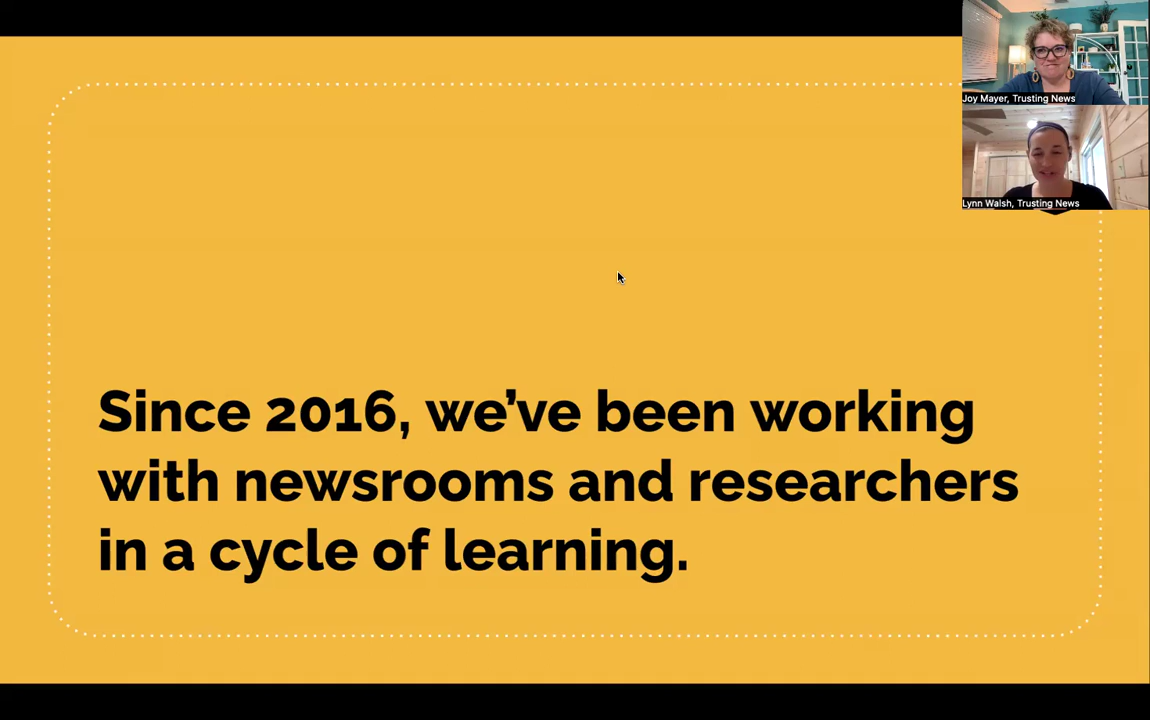 Joy Mayer, Trusting News
Lynn Walsh, Trusting News
Since 2016, we’ve been working
with newsrooms and researchers
in a cycle of learning.